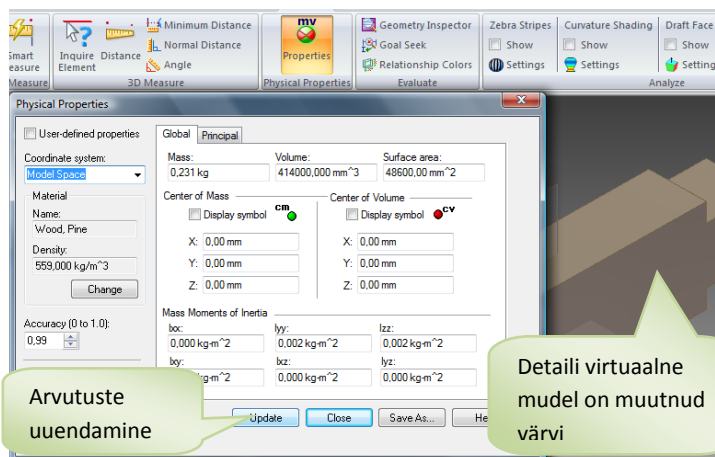 mv
Smart Measure
Inquire Element
Distance
Minimum Distance
Normal Distance
Angle
Properties
Geometry Inspector
Goal Seek
Relationship Colors
Zebra Stripes
Show
Settings
Curvature Shading
Show
Settings
Draft Face
Show
Setting
Measure
3D Measure
Physical Properties
Evaluate
Analyze
Physical Properties
User-defined properties
Coordinate system:
Model Space
Material
Name:
Wood, Pine
Density:
559,000 kg/m^3
Change
Accuracy (0 to 1.0):
0,99
Global Principal
Mass: Volume: Surface area:
0,231 kg 414000,000 mm^3 48600,00 mm^2
Center of Mass Center of Volume
Display symbol cm Display symbol cv
X: 0,00 mm X: 0,00 mm
Y: 0,00 mm Y: 0,00 mm
Z: 0,00 mm Z: 0,00 mm
Mass Moments of Inertia
Ixx: Iyy: Izz:
0,000 kg-m^2 0,002 kg-m^2 0,002 kg-m^2
Ixy: Ixz: Iyz:
kg-m^2 0,000 kg-m^2 0,000 kg-m^2
Update Close Save As... He
Arvutuste
uuendamine
Detaili virtuaalne
mudel on muutnud
värvi